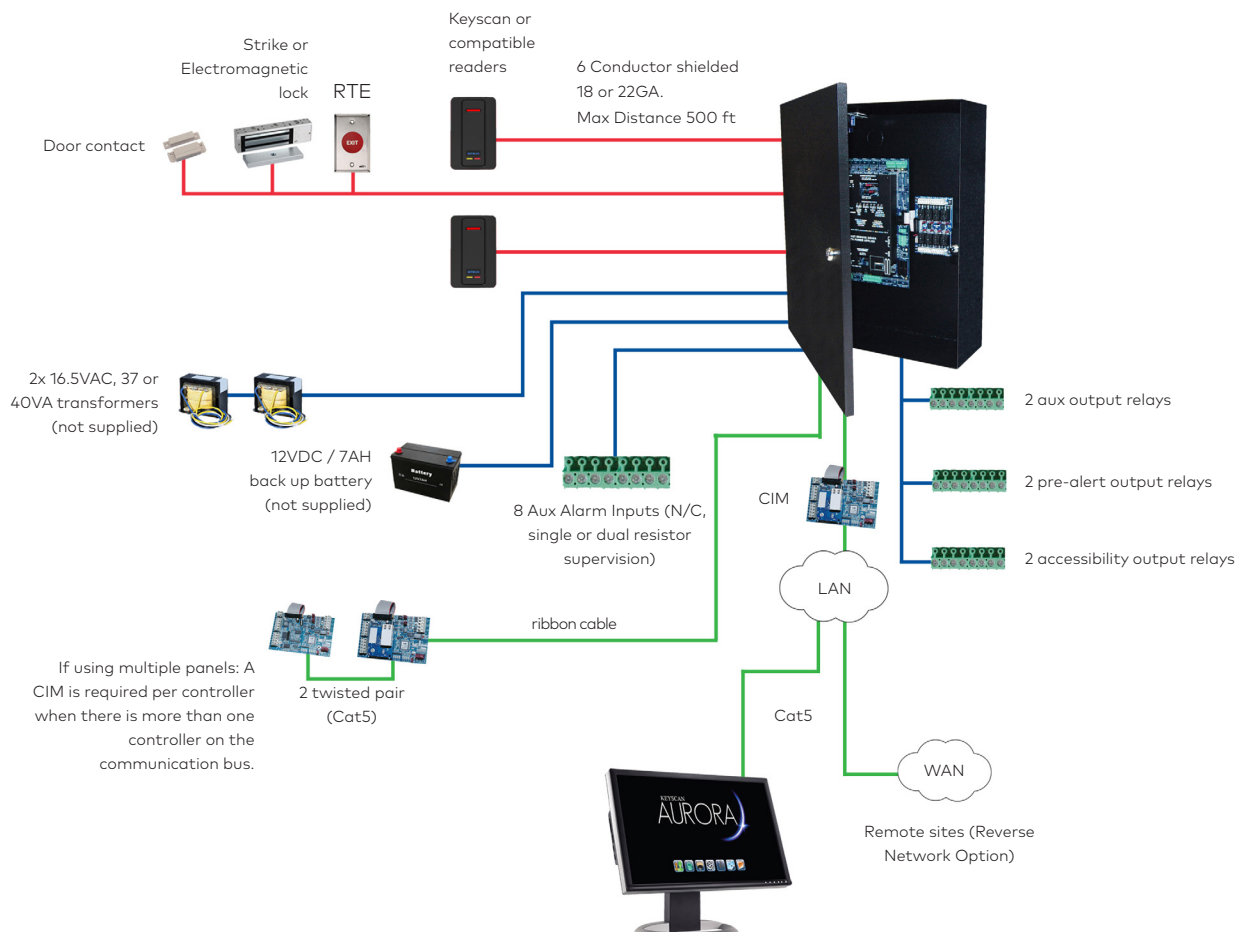 Keyscan or
compatible
readers
Strike or
Electromagnetic
lock
RTE
6 Conductor shielded
18 or 22GA.
Max Distance 500 ft
Door contact
EXIT
2x 16.5VAC, 37 or
40VA transformers
(not supplied)
12VDC / 7AH
back up battery
(not supplied)
Battery
8 Aux Alarm Inputs (N/C,
single or dual resistor
supervision)
CIM
2 aux output relays
2 pre-alert output relays
2 accessibility output relays
LAN
ribbon cable
If using multiple panels: A
CIM is required per controller
when there is more than one
controller on the
communication bus.
2 twisted pair
(Cat5)
Cat5
WAN
Remote sites (Reverse
Network Option)
KEYSCAN
AURORA